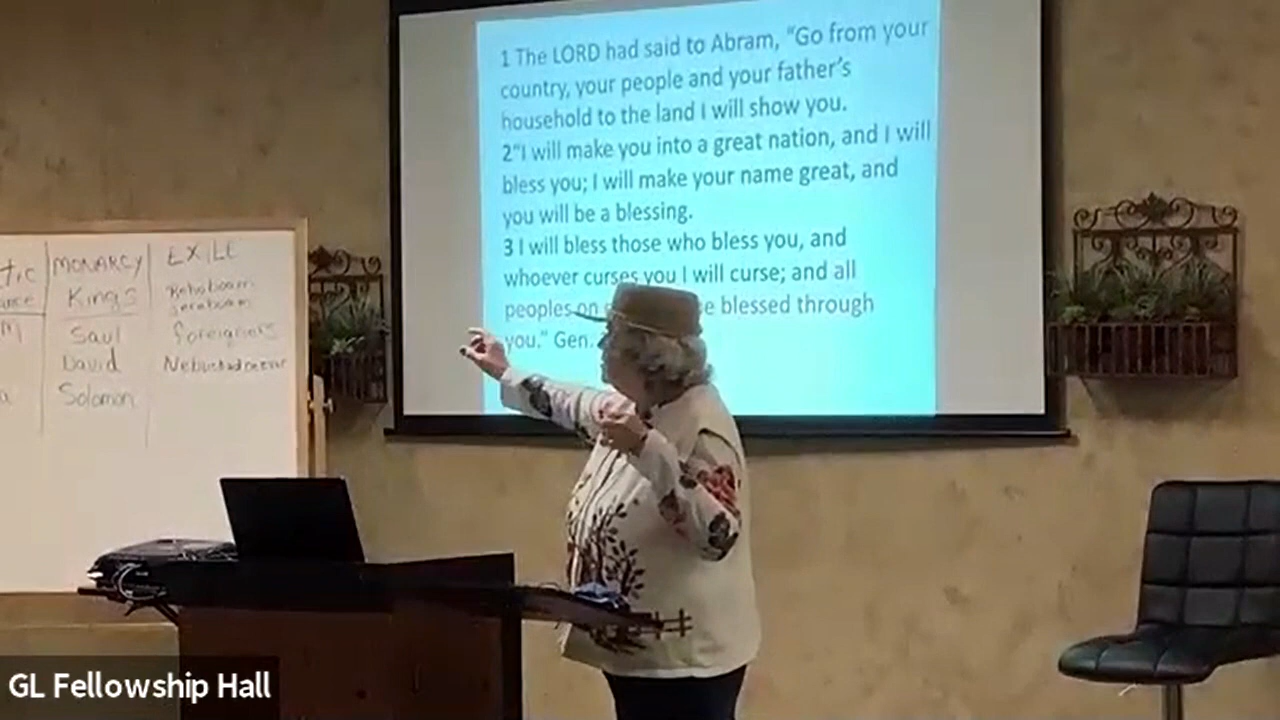 1 The LORD had said to Abram, “Go from your
country, your people and your father’s
household to the land I will show you.
2“I will make you into a great nation, and I will
bless you; I will make your name great, and
you will be a blessing.
3 I will bless those who bless you, and
whoever curses you I will curse; and all
peoples on e blessed through
you.” Gen.
MONARCHY
EXILE
Kings
Rehoboam
Jeroboam
Saul
foreigners
David
Solomon
GL Fellowship Hall